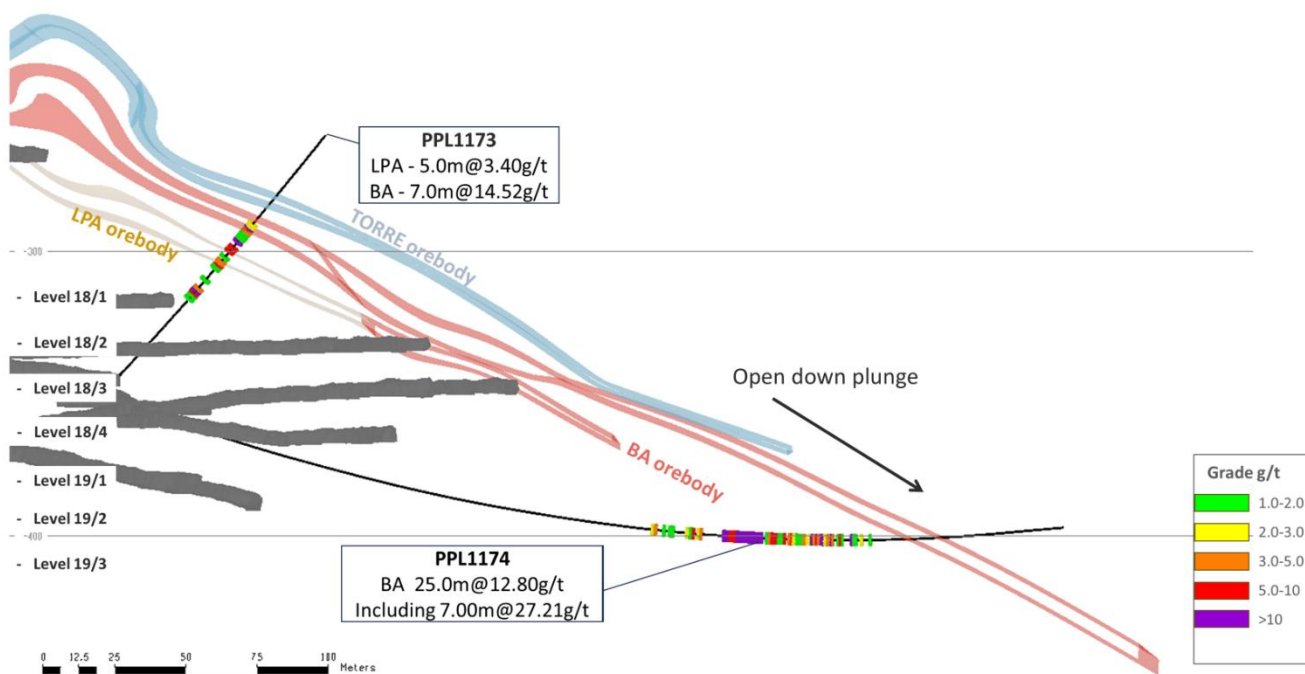 PPL1173
LPA - 5.0m@3.40g/t
BA - 7.0m@14.52g/t
LPA orebody
TORRE orebody
-300
- Level 18/1
- Level 18/2
- Level 18/3
Open down plunge
- Level 18/4
BA orebody
- Level 19/1
- Level 19/2
-400
- Level 19/3
PPL1174
BA 25.0m@12.80g/t
Including 7.00m@27.21g/t
Grade g/t
1.0-2.0
2.0-3.0
3.0-5.0
5.0-10
>10
0 12.5 25 50 75 100 Meters